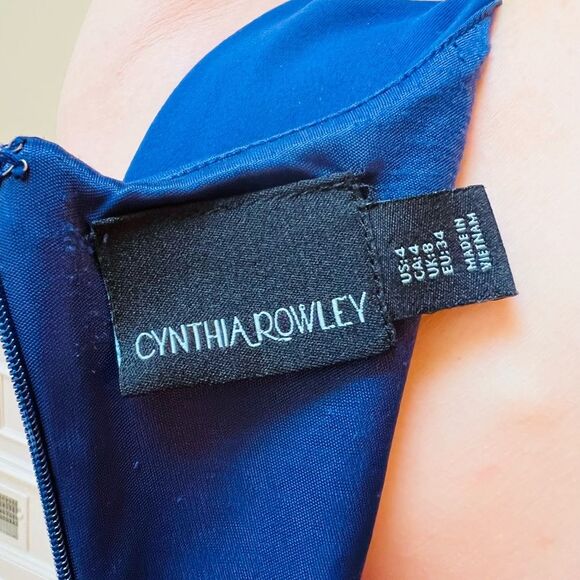 CYNTHIA ROWLEY
US: 4
CA: 4
UK: 8
EU: 34
MADE IN
VIETNAM